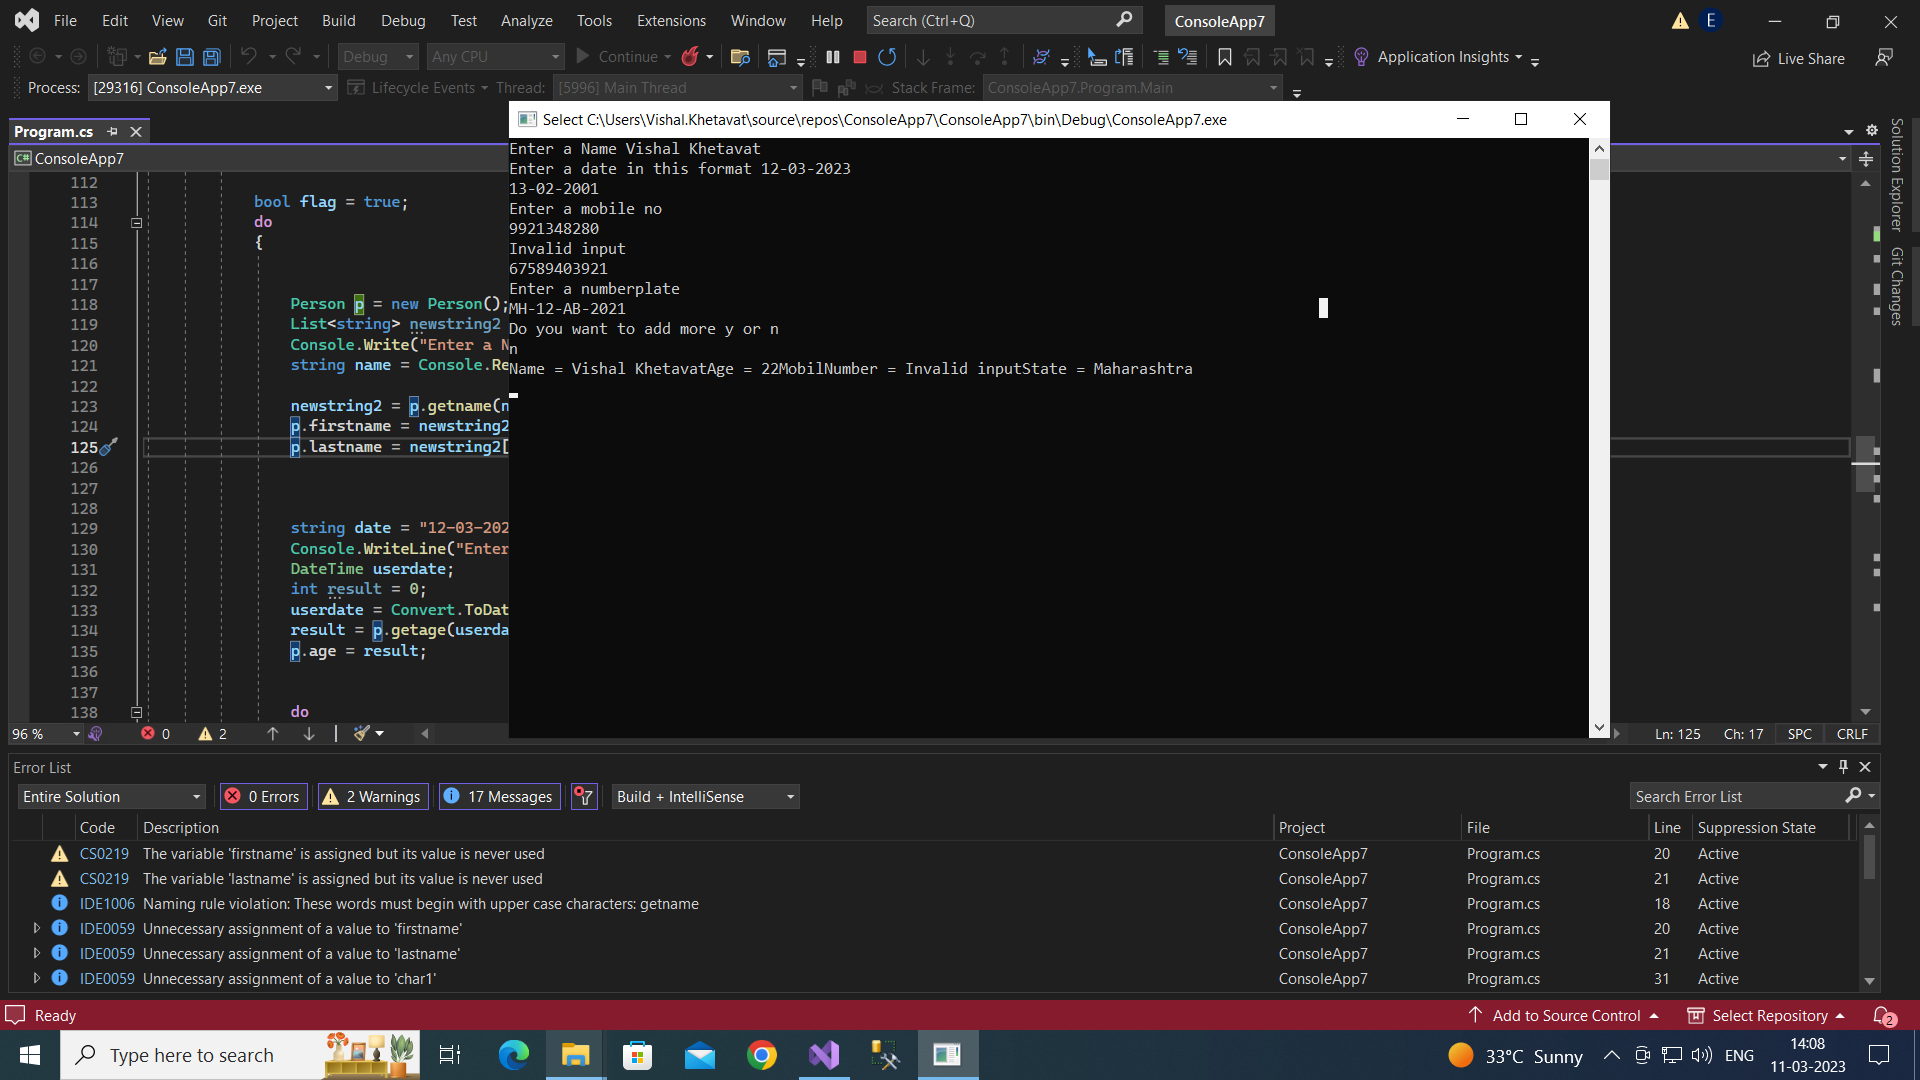 File Edit View Git Project Build Debug Test Analyze Tools Extensions Window Help Search (Ctrl+Q) ConsoleApp7 E
Debug Any CPU Continue Application Insights Live Share
Process: [29316] ConsoleApp7.exe Lifecycle Events Thread: [5996] Main Thread Stack Frame: ConsoleApp7.Program.Main
Program.cs
C# ConsoleApp7
Select C:\Users\Vishal.Khetavat\source\repos\ConsoleApp7\ConsoleApp7\bin\Debug\ConsoleApp7.exe
Enter a Name Vishal Khetavat
Enter a date in this format 12-03-2023
13-02-2001
Enter a mobile no
9921348280
Invalid input
67589403921
Enter a numberplate
MH-12-AB-2021
Do you want to add more y or n
n
Name = Vishal KhetavatAge = 22MobilNumber = Invalid inputState = Maharashtra
112
113 bool flag = true;
114 do
115 {
116
117
118 Person p = new Person();
119 List<string> newstring2
120 Console.Write("Enter a N
121 string name = Console.Re
122
123 newstring2 = p.getname(n
124 p.firstname = newstring2
125 p.lastname = newstring2[
126
127
128
129 string date = "12-03-202
130 Console.WriteLine("Enter
131 DateTime userdate;
132 int result = 0;
133 userdate = Convert.ToDat
134 result = p.getage(userda
135 p.age = result;
136
137
138 do
Solution Explorer
Git Changes
96 % 0 2 Ln: 125 Ch: 17 SPC CRLF
Error List
Entire Solution 0 Errors 2 Warnings 17 Messages Build + IntelliSense Search Error List
Code Description Project File Line Suppression State
CS0219 The variable 'firstname' is assigned but its value is never used ConsoleApp7 Program.cs 20 Active
CS0219 The variable 'lastname' is assigned but its value is never used ConsoleApp7 Program.cs 21 Active
IDE1006 Naming rule violation: These words must begin with upper case characters: getname ConsoleApp7 Program.cs 18 Active
IDE0059 Unnecessary assignment of a value to 'firstname' ConsoleApp7 Program.cs 20 Active
IDE0059 Unnecessary assignment of a value to 'lastname' ConsoleApp7 Program.cs 21 Active
IDE0059 Unnecessary assignment of a value to 'char1' ConsoleApp7 Program.cs 31 Active
Ready Add to Source Control Select Repository 2
Type here to search 33°C Sunny ENG 14:08
11-03-2023